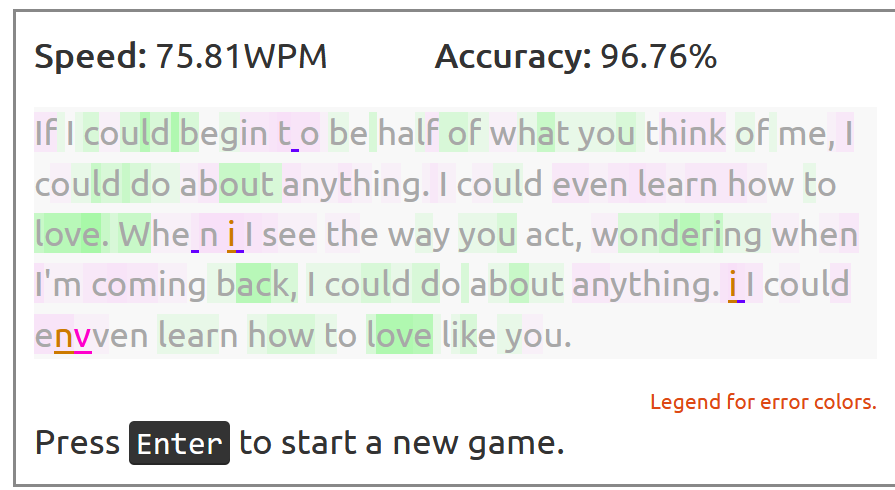 Speed: 75.81WPM Accuracy: 96.76%
If I could begin t o be half of what you think of me, I
could do about anything. I could even learn how to
love. Whe n i I see the way you act, wondering when
I'm coming back, I could do about anything. i I could
envven learn how to love like you.
Legend for error colors.
Press Enter to start a new game.